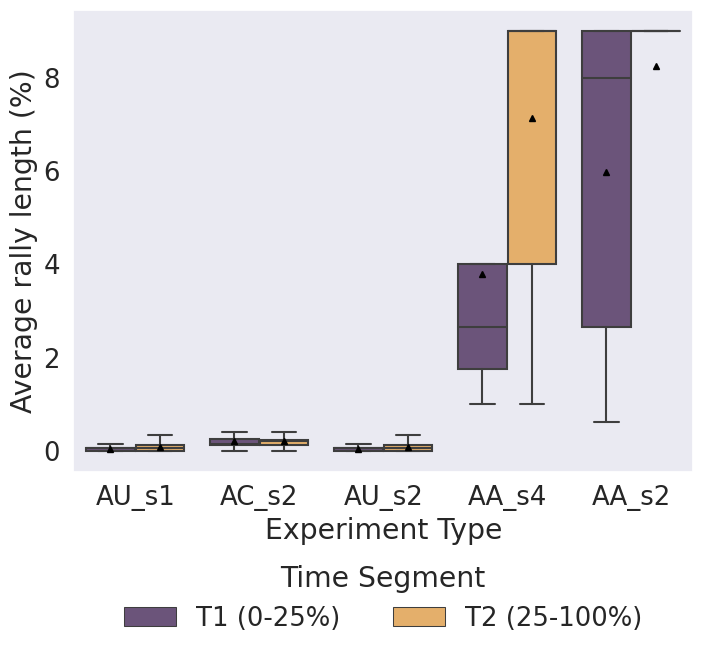 Average rally length (%)
8
6
4
2
0
AU_s1 AC_s2 AU_s2 AA_s4 AA_s2
Experiment Type
Time Segment
T1 (0-25%) T2 (25-100%)